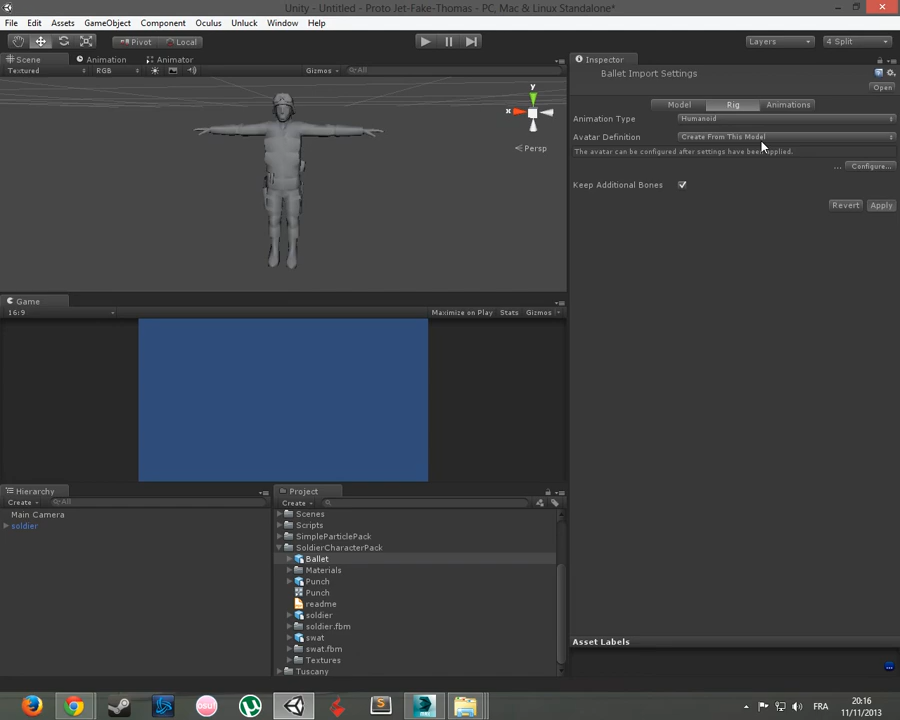 Unity - Untitled - Proto Jet-Fake-Thomas - PC, Mac & Linux Standalone*
File Edit Assets GameObject Component Oculus Unluck Window Help
Pivot Local Layers 4 Split
Scene Animation Animator
Textured RGB Gizmos All
y
x
Persp
Inspector
Ballet Import Settings
Open
Model Rig Animations
Animation Type Humanoid
Avatar Definition Create From This Model
The avatar can be configured after settings have been applied.
... Configure...
Keep Additional Bones
Revert Apply
Game
16:9 Maximize on Play Stats Gizmos
Hierarchy
Create All
Main Camera
soldier
Project
Create
Scenes
Scripts
SimpleParticlePack
SoldierCharacterPack
Ballet
Materials
Punch
Punch
readme
soldier
soldier.fbm
swat
swat.fbm
Textures
Tuscany
Asset Labels
osu!
FRA
20:16
11/11/2013